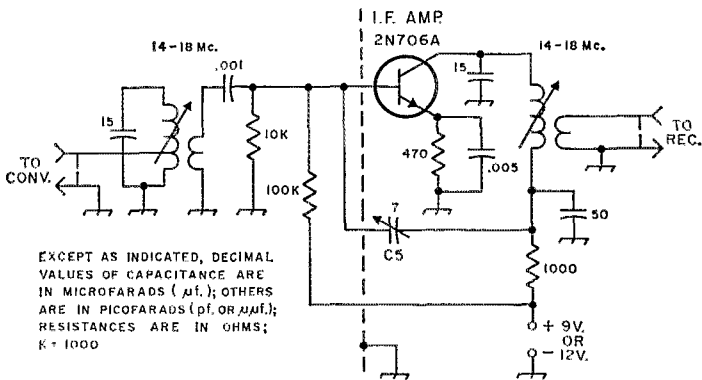 I.F. AMP.
2N706A
14-18 Mc.
14-18 Mc.
.001
15
15
10K
470
.005
TO
CONV.
TO
REC.
100K
7
C5
50
1000
EXCEPT AS INDICATED, DECIMAL
VALUES OF CAPACITANCE ARE
IN MICROFARADS ( µf.); OTHERS
ARE IN PICOFARADS (pf. OR µµf.);
RESISTANCES ARE IN OHMS;
K = 1000
+ 9V.
OR
- 12V.